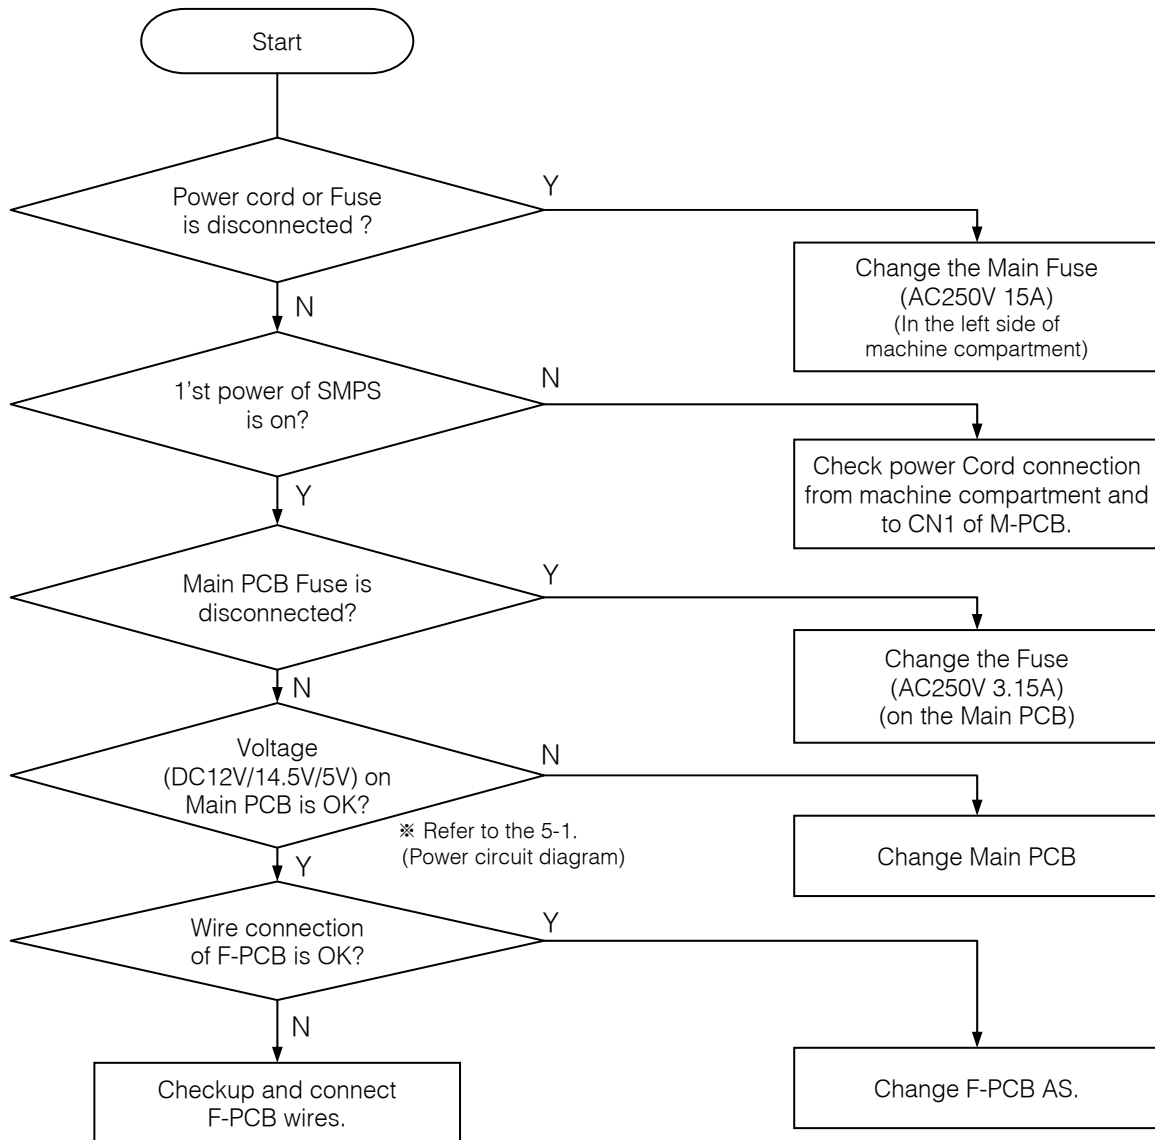 Start
Power cord or Fuse
is disconnected ?
Y
Change the Main Fuse
(AC250V 15A)
(In the left side of
machine compartment)
N
1'st power of SMPS
is on?
N
Check power Cord connection
from machine compartment and
to CN1 of M-PCB.
Y
Main PCB Fuse is
disconnected?
Y
Change the Fuse
(AC250V 3.15A)
(on the Main PCB)
N
Voltage
(DC12V/14.5V/5V) on
Main PCB is OK?
N
※ Refer to the 5-1.
(Power circuit diagram)
Change Main PCB
Y
Wire connection
of F-PCB is OK?
Y
Change F-PCB AS.
N
Checkup and connect
F-PCB wires.